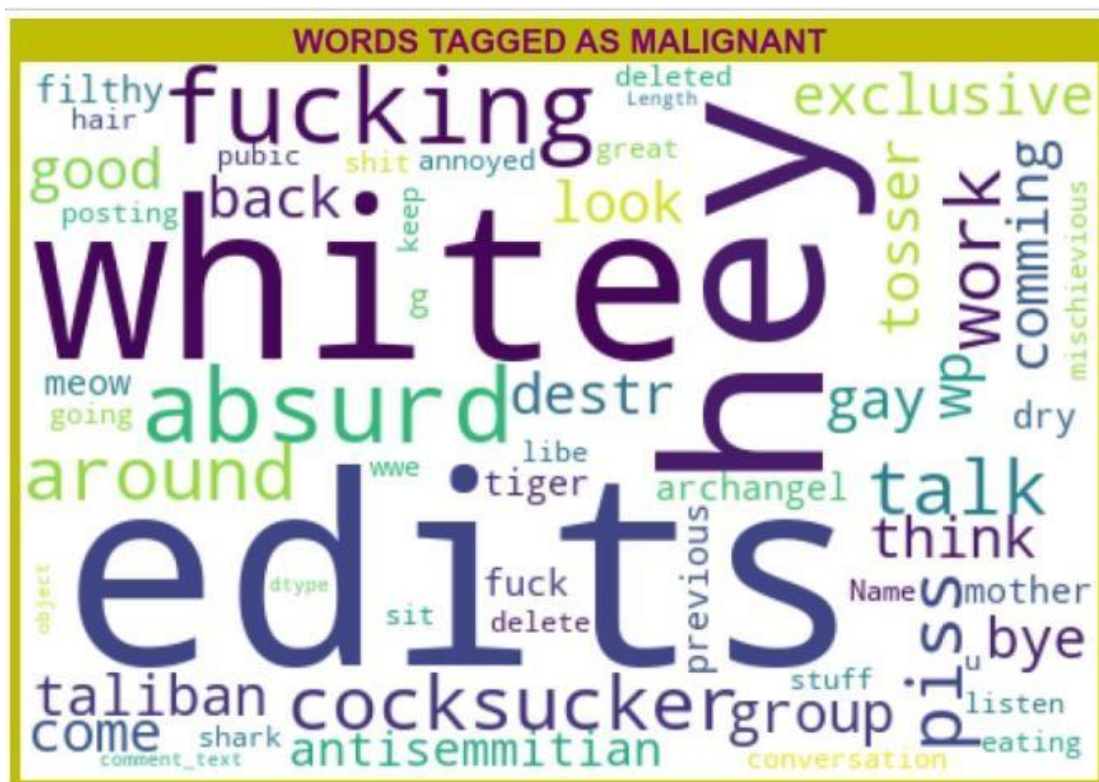 WORDS TAGGED AS MALIGNANT
filthy
fucking
deleted
Length
exclusive
hair
good
pubic
shit
annoyed
great
hey
posting
back
keep
look
tosser
work
comming
mischievious
white
gq
meow
going
absurd
destr
gay
wp
dry
around
wwe
libe
tiger
archangel
talk
think
edits
object
dtype
fuck
sit
delete
previous
Name
mother
piss
u
bye
taliban
cocksucker
group
stuff
listen
come
shark
comment_text
antisemmitian
conversation
eating